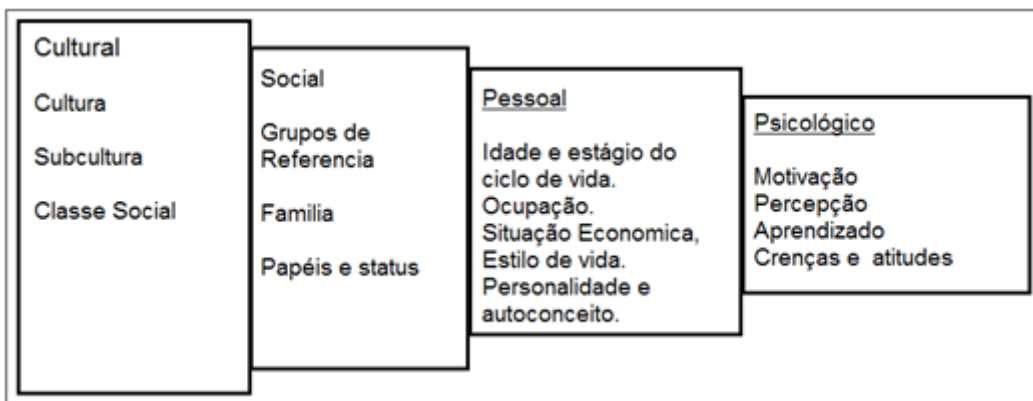 Cultural
Cultura
Subcultura
Classe Social
Social
Grupos de
Referencia
Familia
Papéis e status
Pessoal
Idade e estágio do
ciclo de vida.
Ocupação.
Situação Economica,
Estilo de vida.
Personalidade e
autoconceito.
Psicológico
Motivação
Percepção
Aprendizado
Crenças e atitudes